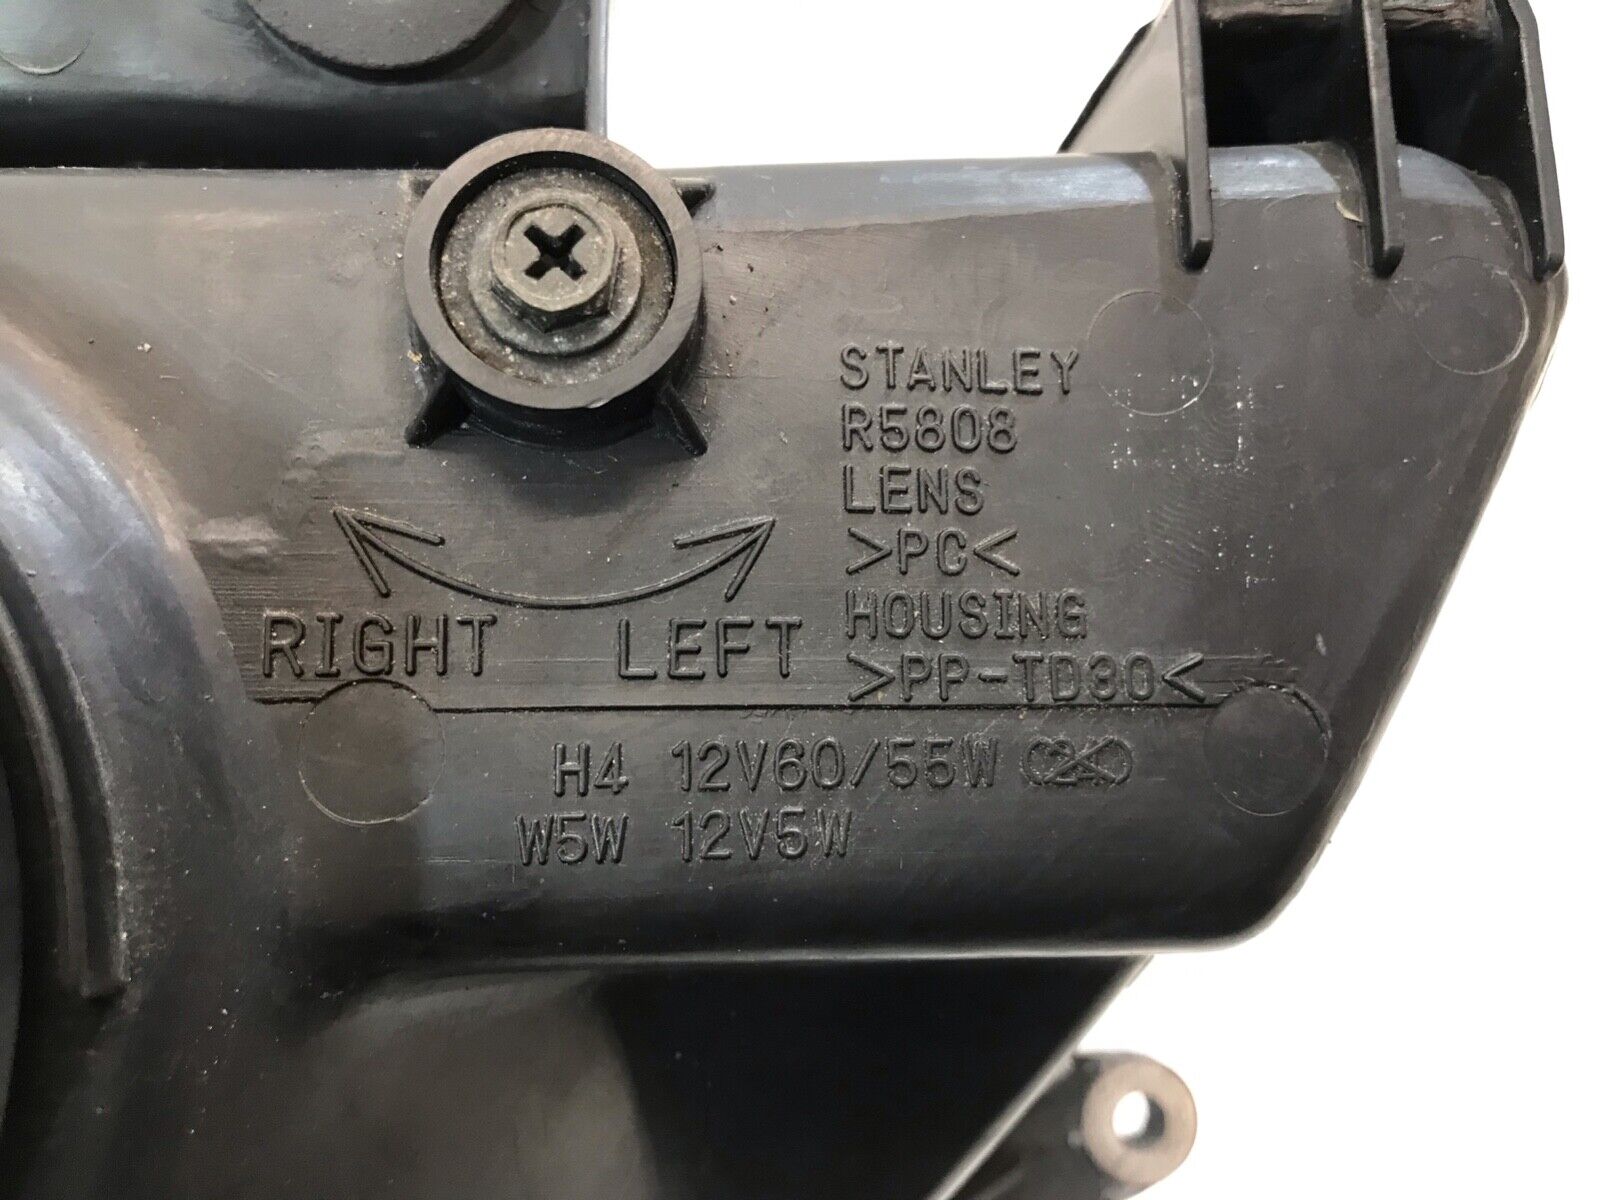 STANLEY
R5808
LENS
>PC<
HOUSING
>PP-TD30<
RIGHT LEFT
H4 12V60/55W
W5W 12V5W